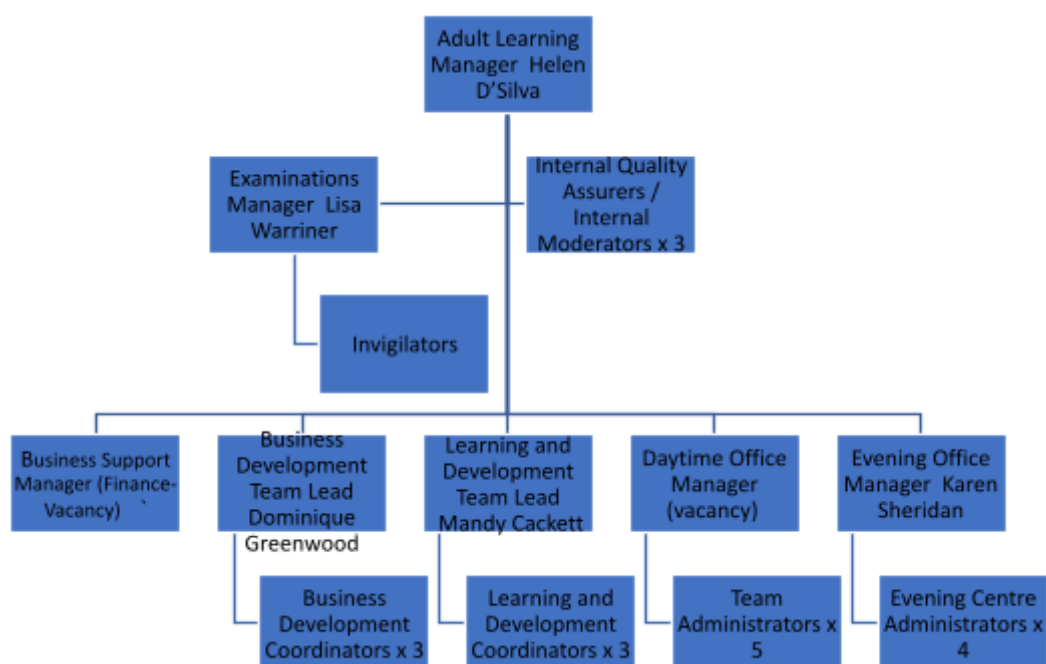 Adult Learning
Manager  Helen
D'Silva
Examinations
Manager  Lisa
Warriner
Internal Quality
Assurers /
Internal
Moderators x 3
Invigilators
Business Support
Manager (Finance-
Vacancy)    `
Business
Development
Team Lead
Dominique
Greenwood
Learning and
Development
Team Lead
Mandy Cackett
Daytime Office
Manager
(vacancy)
Evening Office
Manager  Karen
Sheridan
Business
Development
Coordinators x 3
Learning and
Development
Coordinators x 3
Team
Administrators x
5
Evening Centre
Administrators x
4